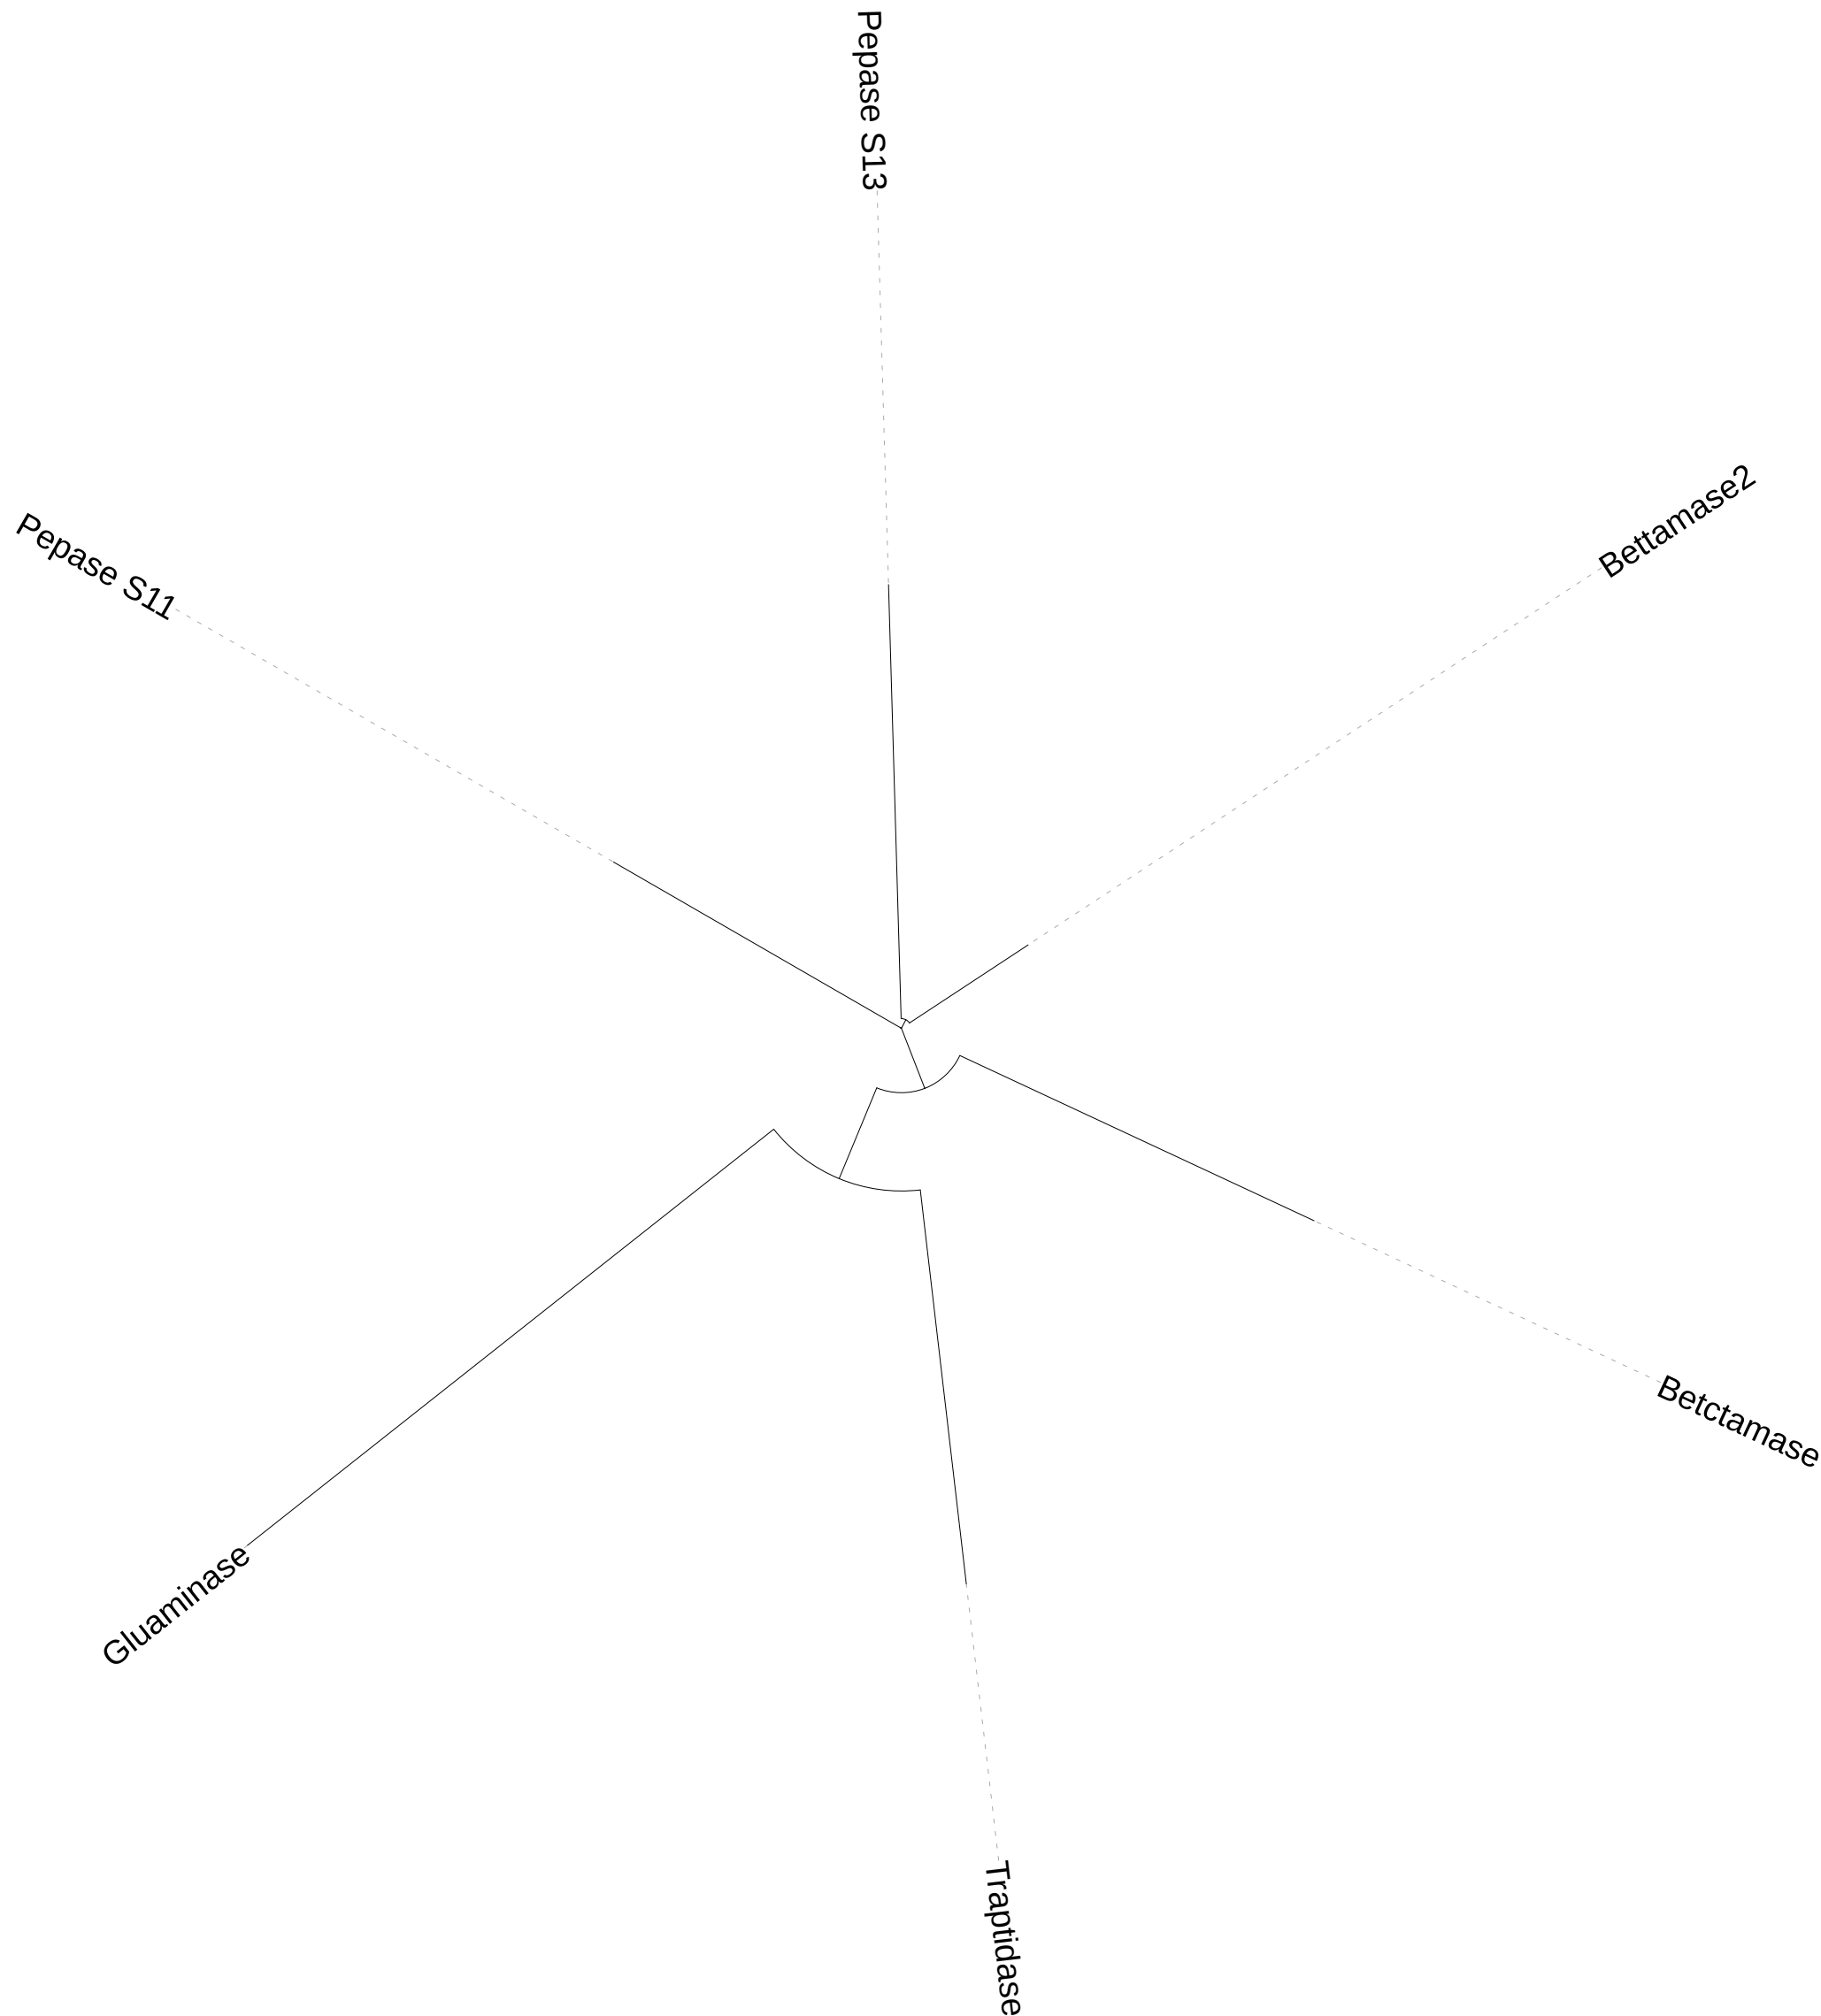 Pepase S13
Bettamase2
Pepase S11
Betctamase
Gluaminase
Traptidase